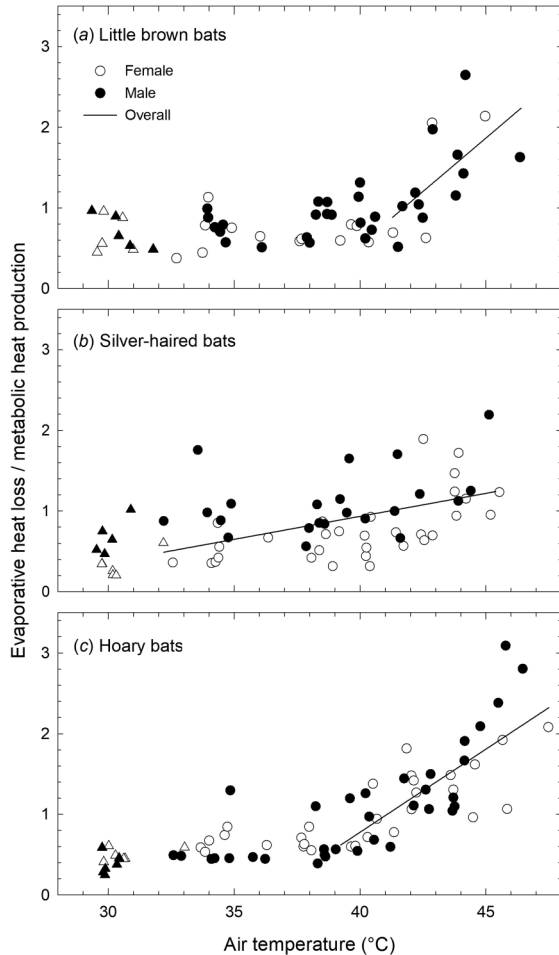 (a) Little brown bats
Female
Male
Overall
3
2
1
0
(b) Silver-haired bats
3
2
1
0
(c) Hoary bats
3
2
1
0
30 35 40 45
Evaporative heat loss / metabolic heat production
Air temperature (°C)